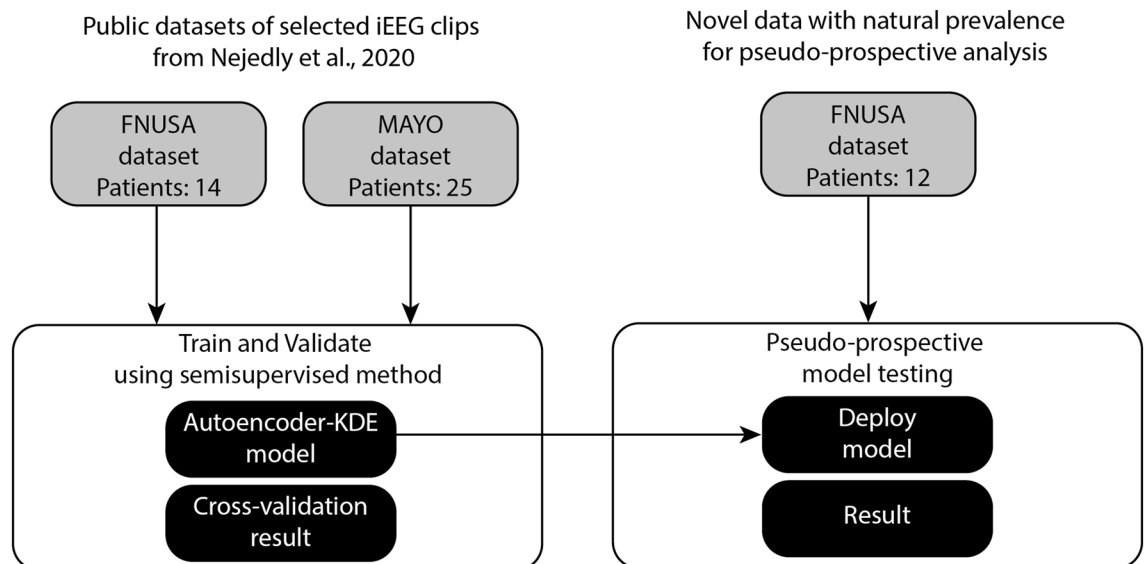 Public datasets of selected iEEG clips
from Nejedly et al., 2020
Novel data with natural prevalence
for pseudo-prospective analysis
FNUSA
dataset
Patients: 14
MAYO
dataset
Patients: 25
FNUSA
dataset
Patients: 12
Train and Validate
using semisupervised method
Autoencoder-KDE
model
Cross-validation
result
Pseudo-prospective
model testing
Deploy
model
Result